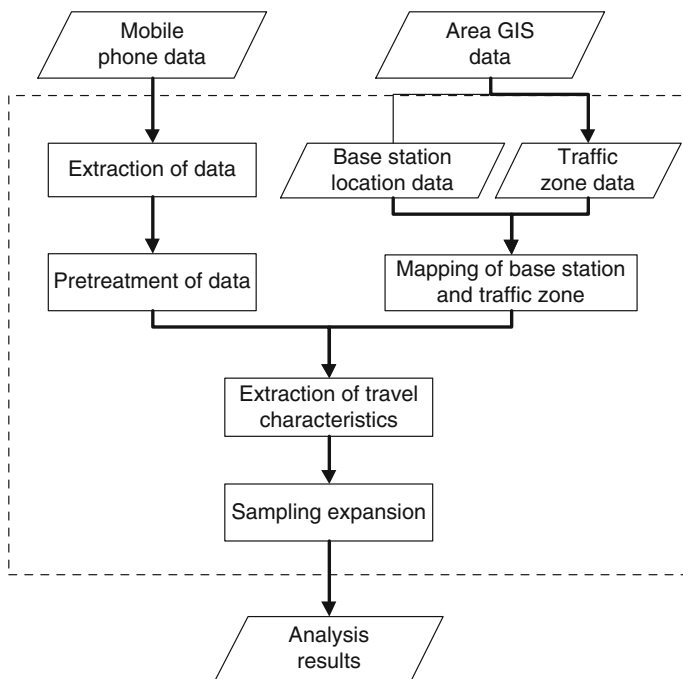 Mobile
phone data
Area GIS
data
Extraction of data
Base station
location data
Traffic
zone data
Pretreatment of data
Mapping of base station
and traffic zone
Extraction of travel
characteristics
Sampling expansion
Analysis
results